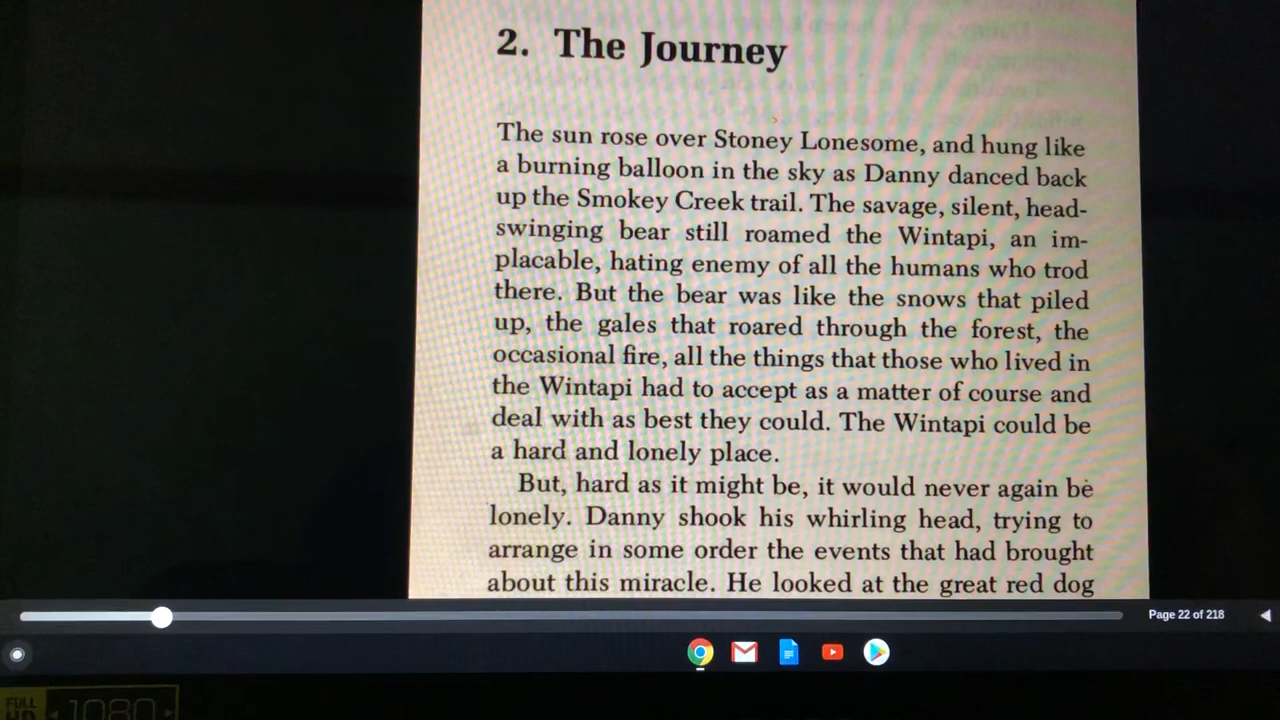 2. The Journey
The sun rose over Stoney Lonesome, and hung like
a burning balloon in the sky as Danny danced back
up the Smokey Creek trail. The savage, silent, head-
swinging bear still roamed the Wintapi, an im-
placable, hating enemy of all the humans who trod
there. But the bear was like the snows that piled
up, the gales that roared through the forest, the
occasional fire, all the things that those who lived in
the Wintapi had to accept as a matter of course and
deal with as best they could. The Wintapi could be
a hard and lonely place.
But, hard as it might be, it would never again be
lonely. Danny shook his whirling head, trying to
arrange in some order the events that had brought
about this miracle. He looked at the great red dog
Page 22 of 218
FULL
HD 1080